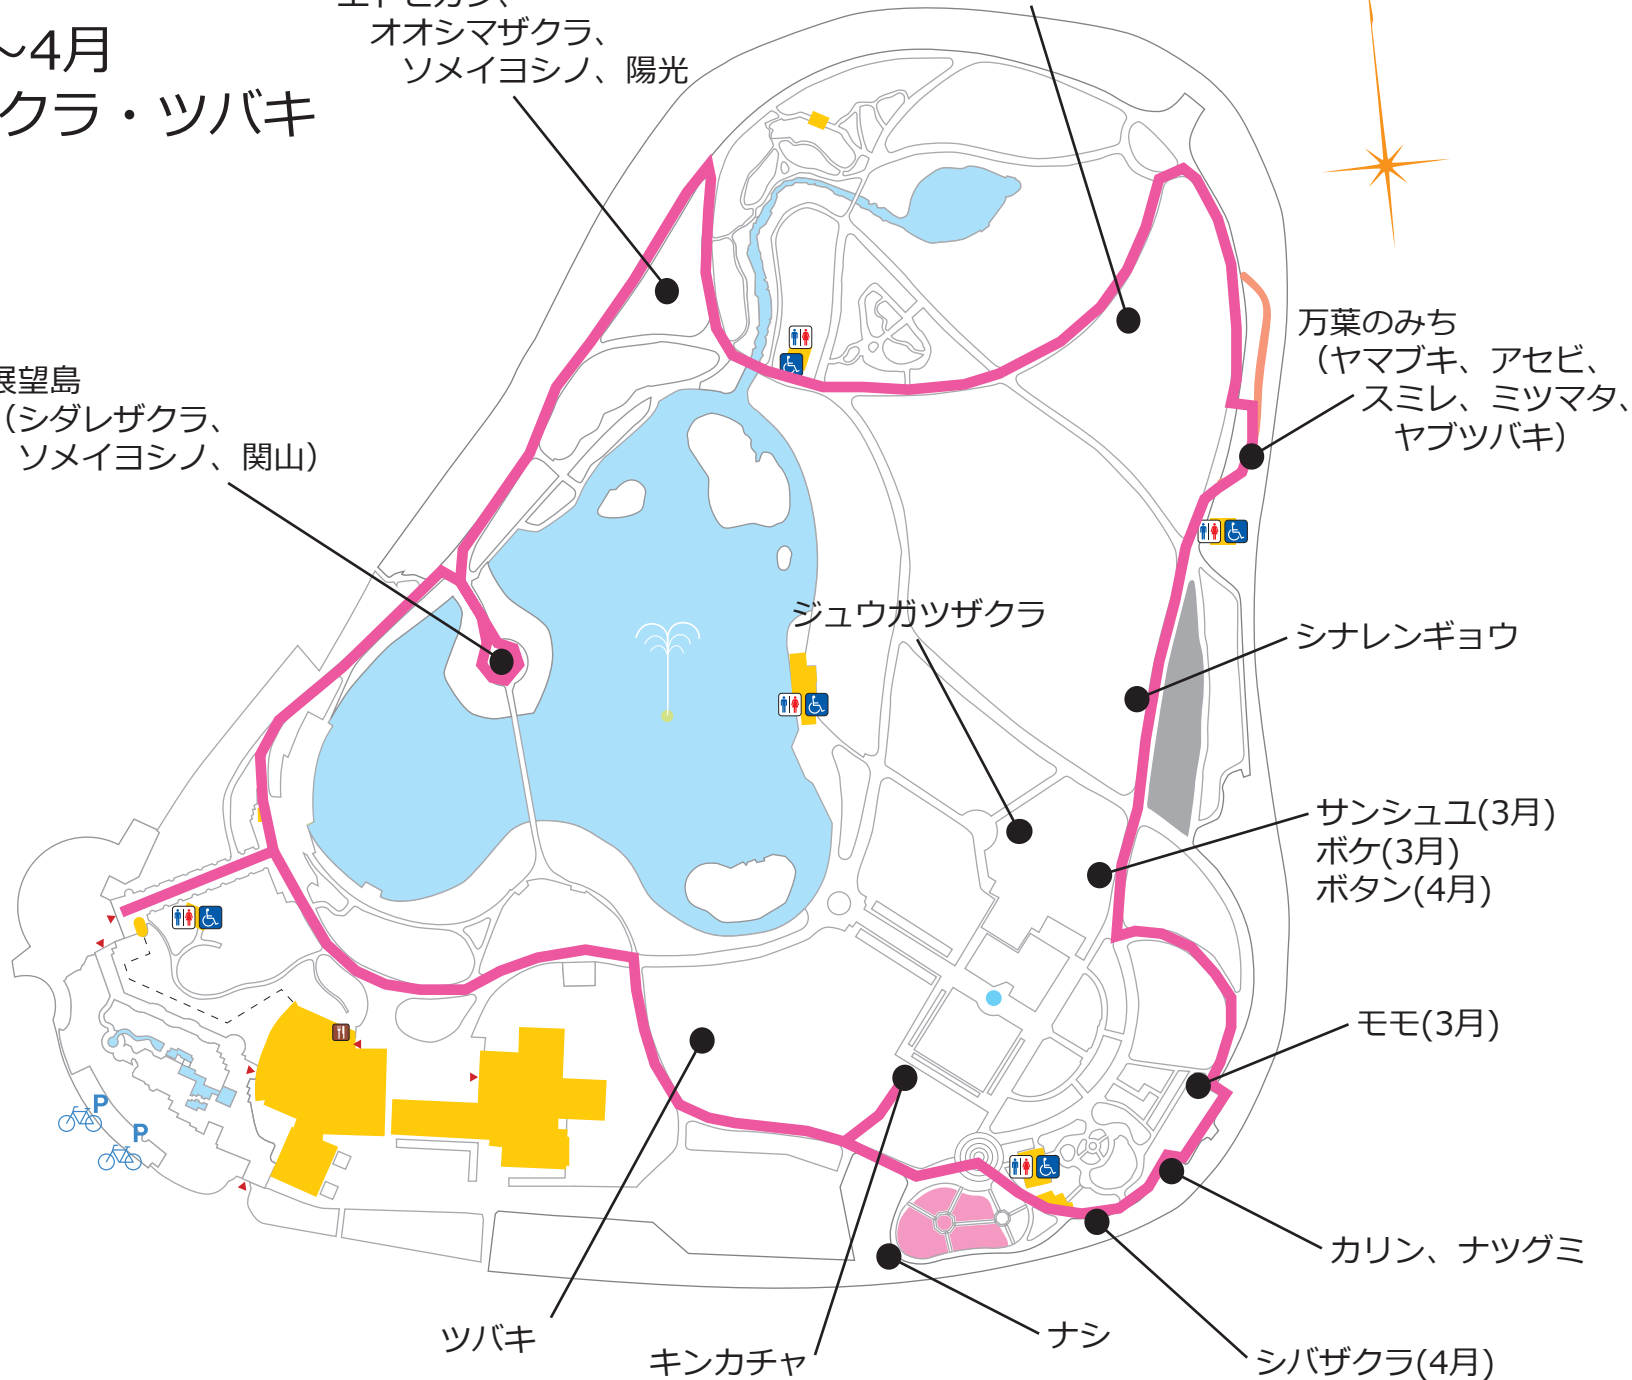 ～4月
クラ・ツバキ
オオシマザクラ、
ソメイヨシノ、陽光
展望島
（シダレザクラ、
ソメイヨシノ、関山）
万葉のみち
（ヤマブキ、アセビ、
スミレ、ミツマタ、
ヤブツバキ）
ジュウガツザクラ
シナレンギョウ
サンシュユ(3月)
ボケ(3月)
ボタン(4月)
モモ(3月)
カリン、ナツグミ
シバザクラ(4月)
ナシ
キンカチャ
ツバキ
P
P